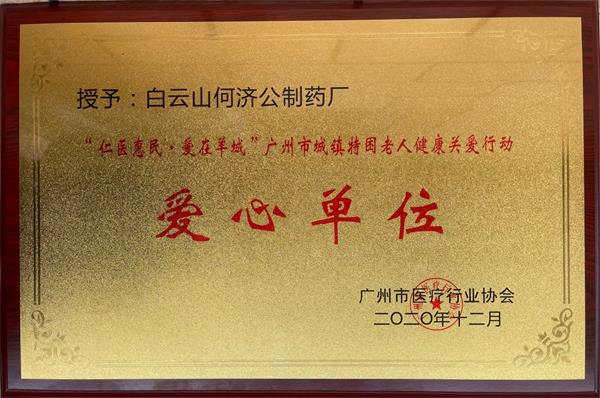 授予：白云山何济公制药厂
“仁医惠民·爱在羊城”广州市城镇特困老人健康关爱行动
爱心单位
广州市医疗行业协会
二〇二〇年十二月